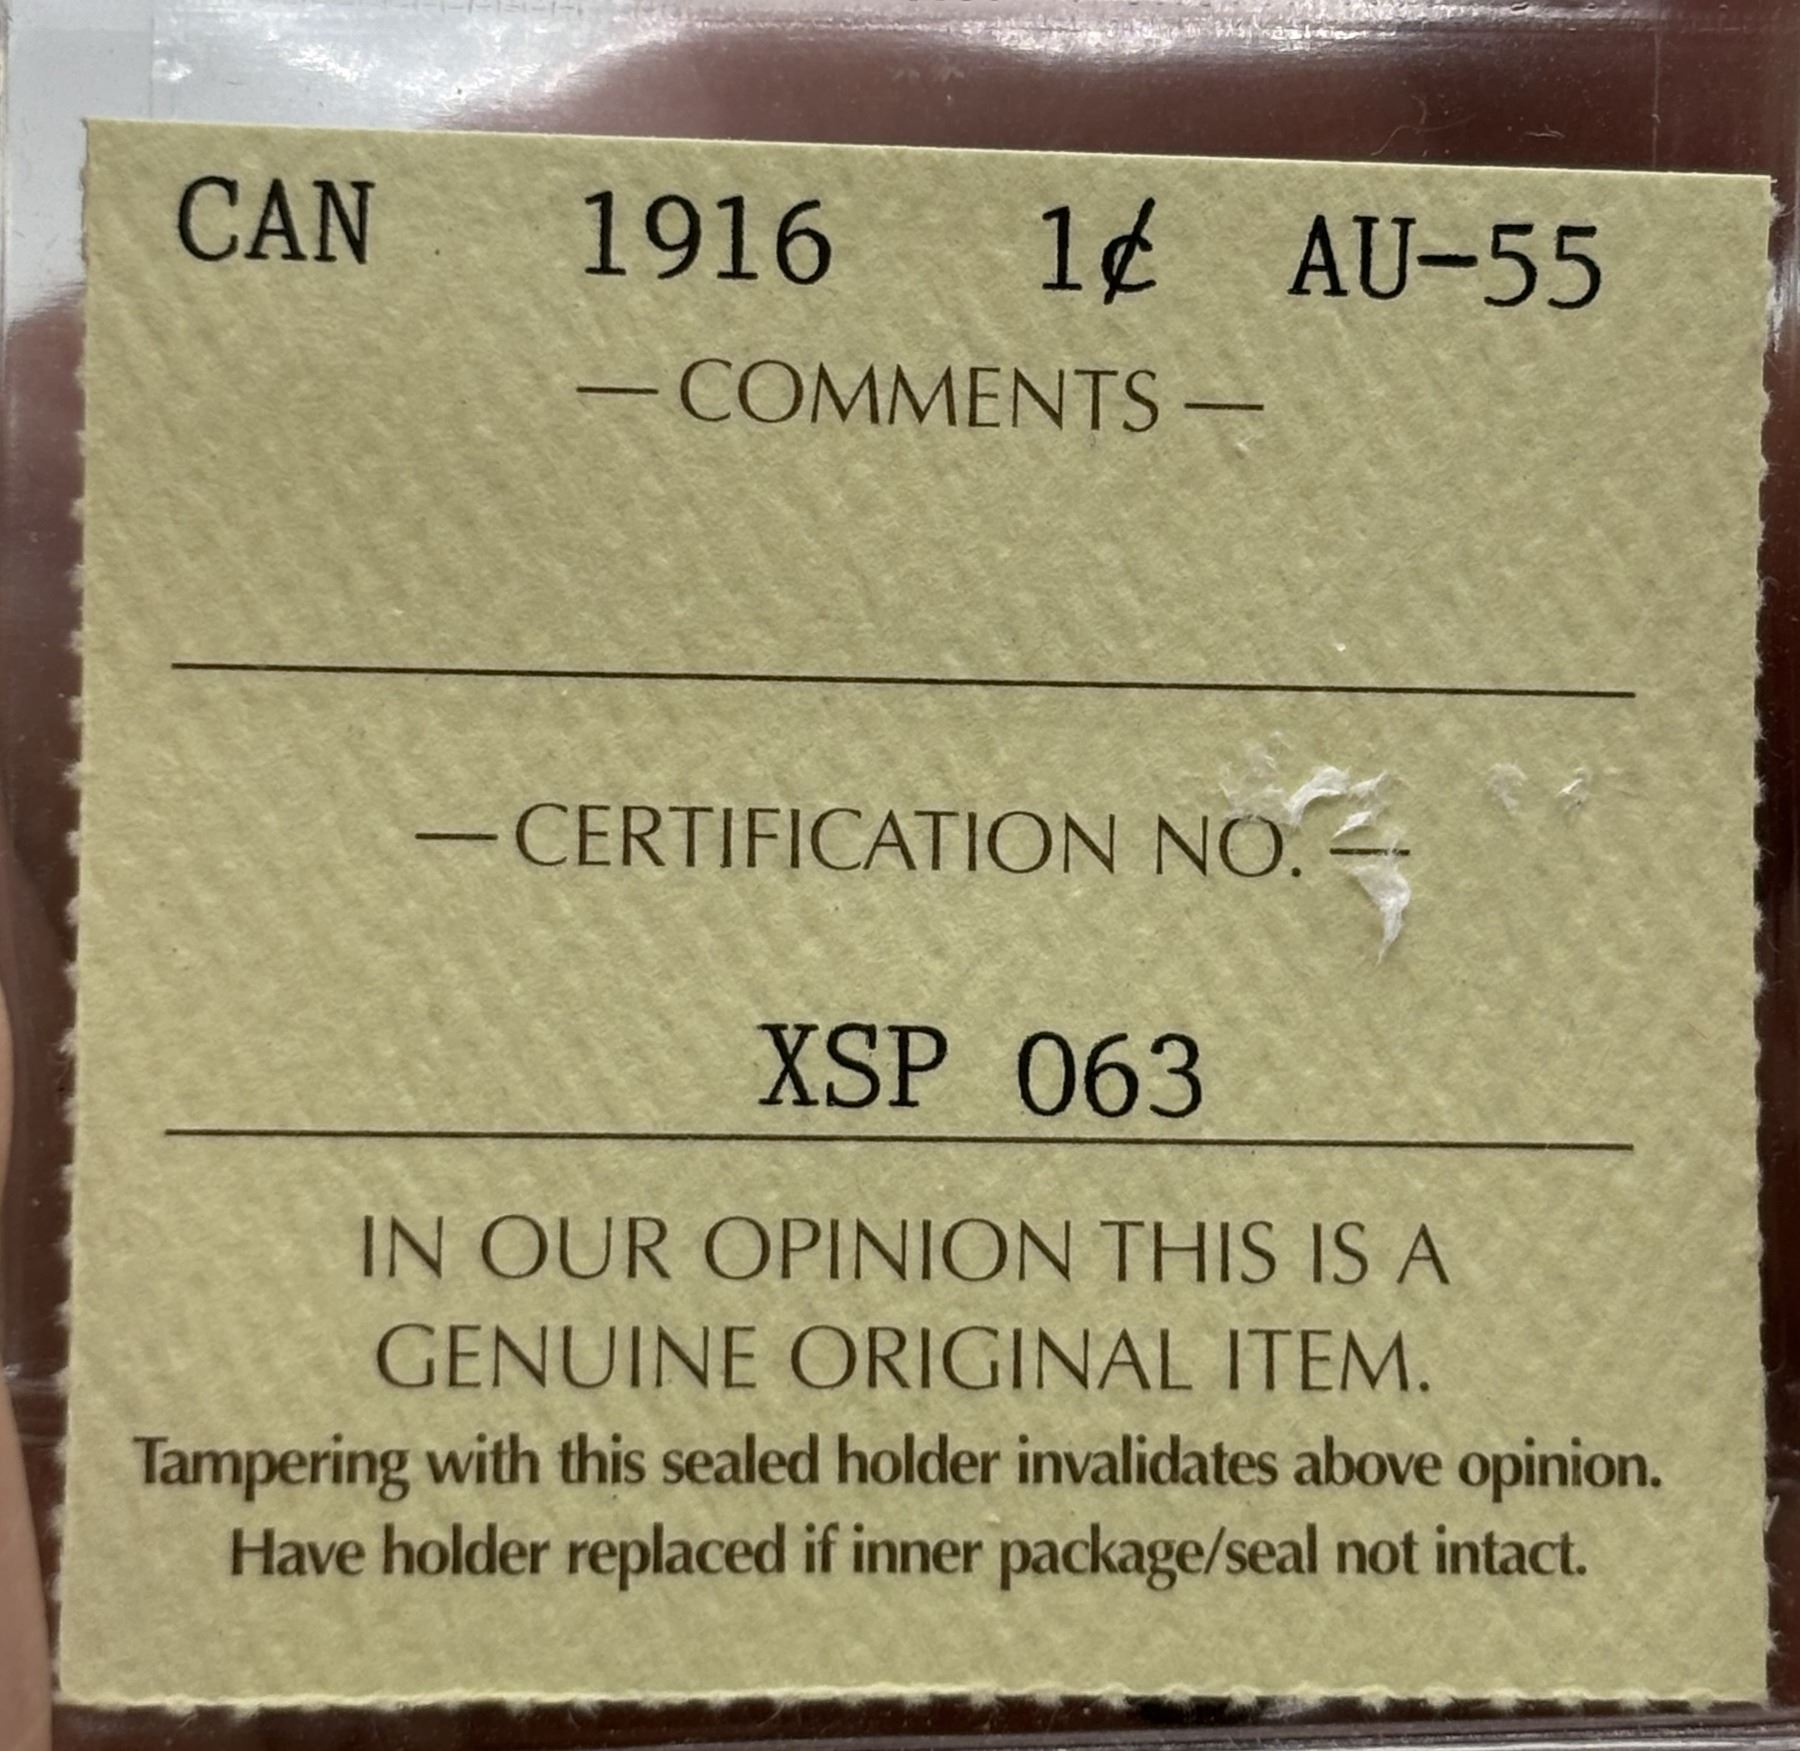 CAN 1916 1¢ AU-55
— COMMENTS —
— CERTIFICATION NO. —
XSP 063
IN OUR OPINION THIS IS A
GENUINE ORIGINAL ITEM.
Tampering with this sealed holder invalidates above opinion.
Have holder replaced if inner package/seal not intact.